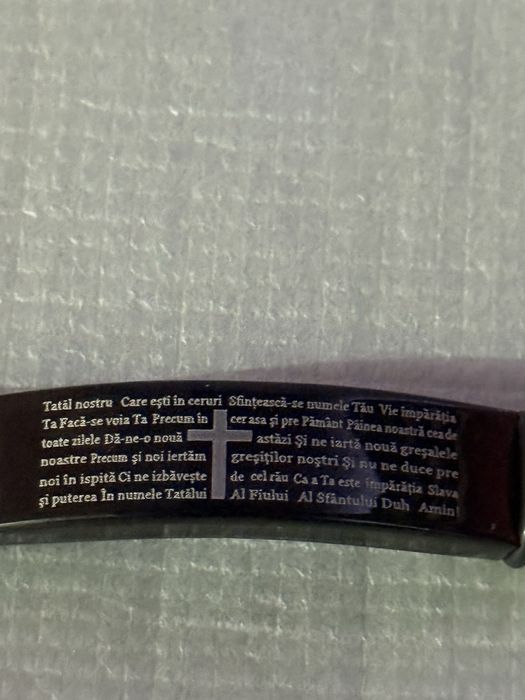 Tatăl nostru Care ești în ceruri Sfințească-se numele Tău Vie împărăția
Ta Facă-se voia Ta Precum în cer asa și pre Pământ Pâinea noastră cea de
toate zilele Dă-ne-o nouă astăzi Și ne iartă nouă greșalele
noastre Precum și noi iertăm greșiților noștri Și nu ne duce pre
noi în ispită Ci ne izbăvește de cel rău Ca a Ta este împărăția Slava
și puterea În numele Tatălui Al Fiului Al Sfântului Duh Amin!